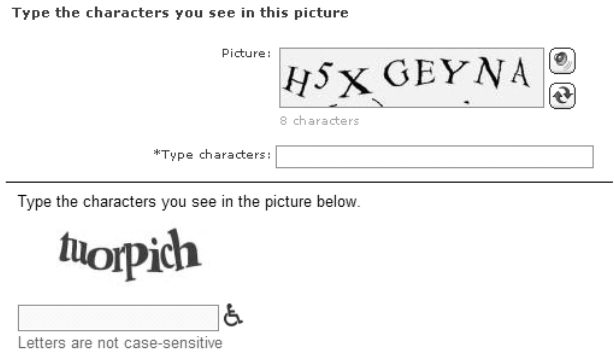 Type the characters you see in this picture
Picture:
H5X GEYNA
8 characters
*Type characters:
Type the characters you see in the picture below.
tuorpich
Letters are not case-sensitive